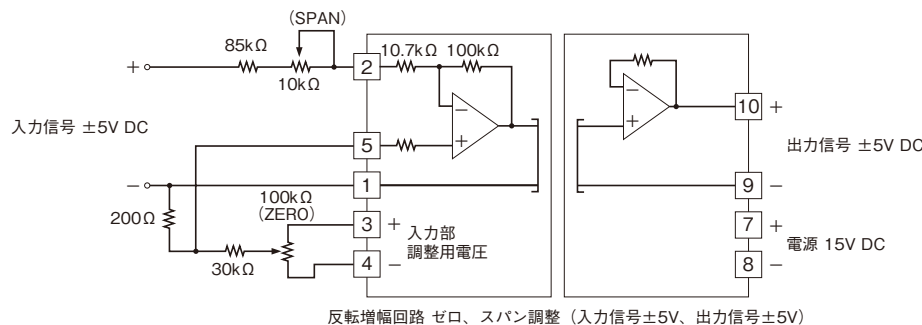 (SPAN)
85kΩ
10kΩ
10.7kΩ
100kΩ
+
2
入力信号 ±5V DC
5
−
1
200Ω
100kΩ
(ZERO)
30kΩ
3
+
4
−
入力部
調整用電圧
−
+
−
+
10
+
出力信号 ±5V DC
9
−
7
+
電源 15V DC
8
−
反転増幅回路 ゼロ、スパン調整（入力信号±5V、出力信号±5V）